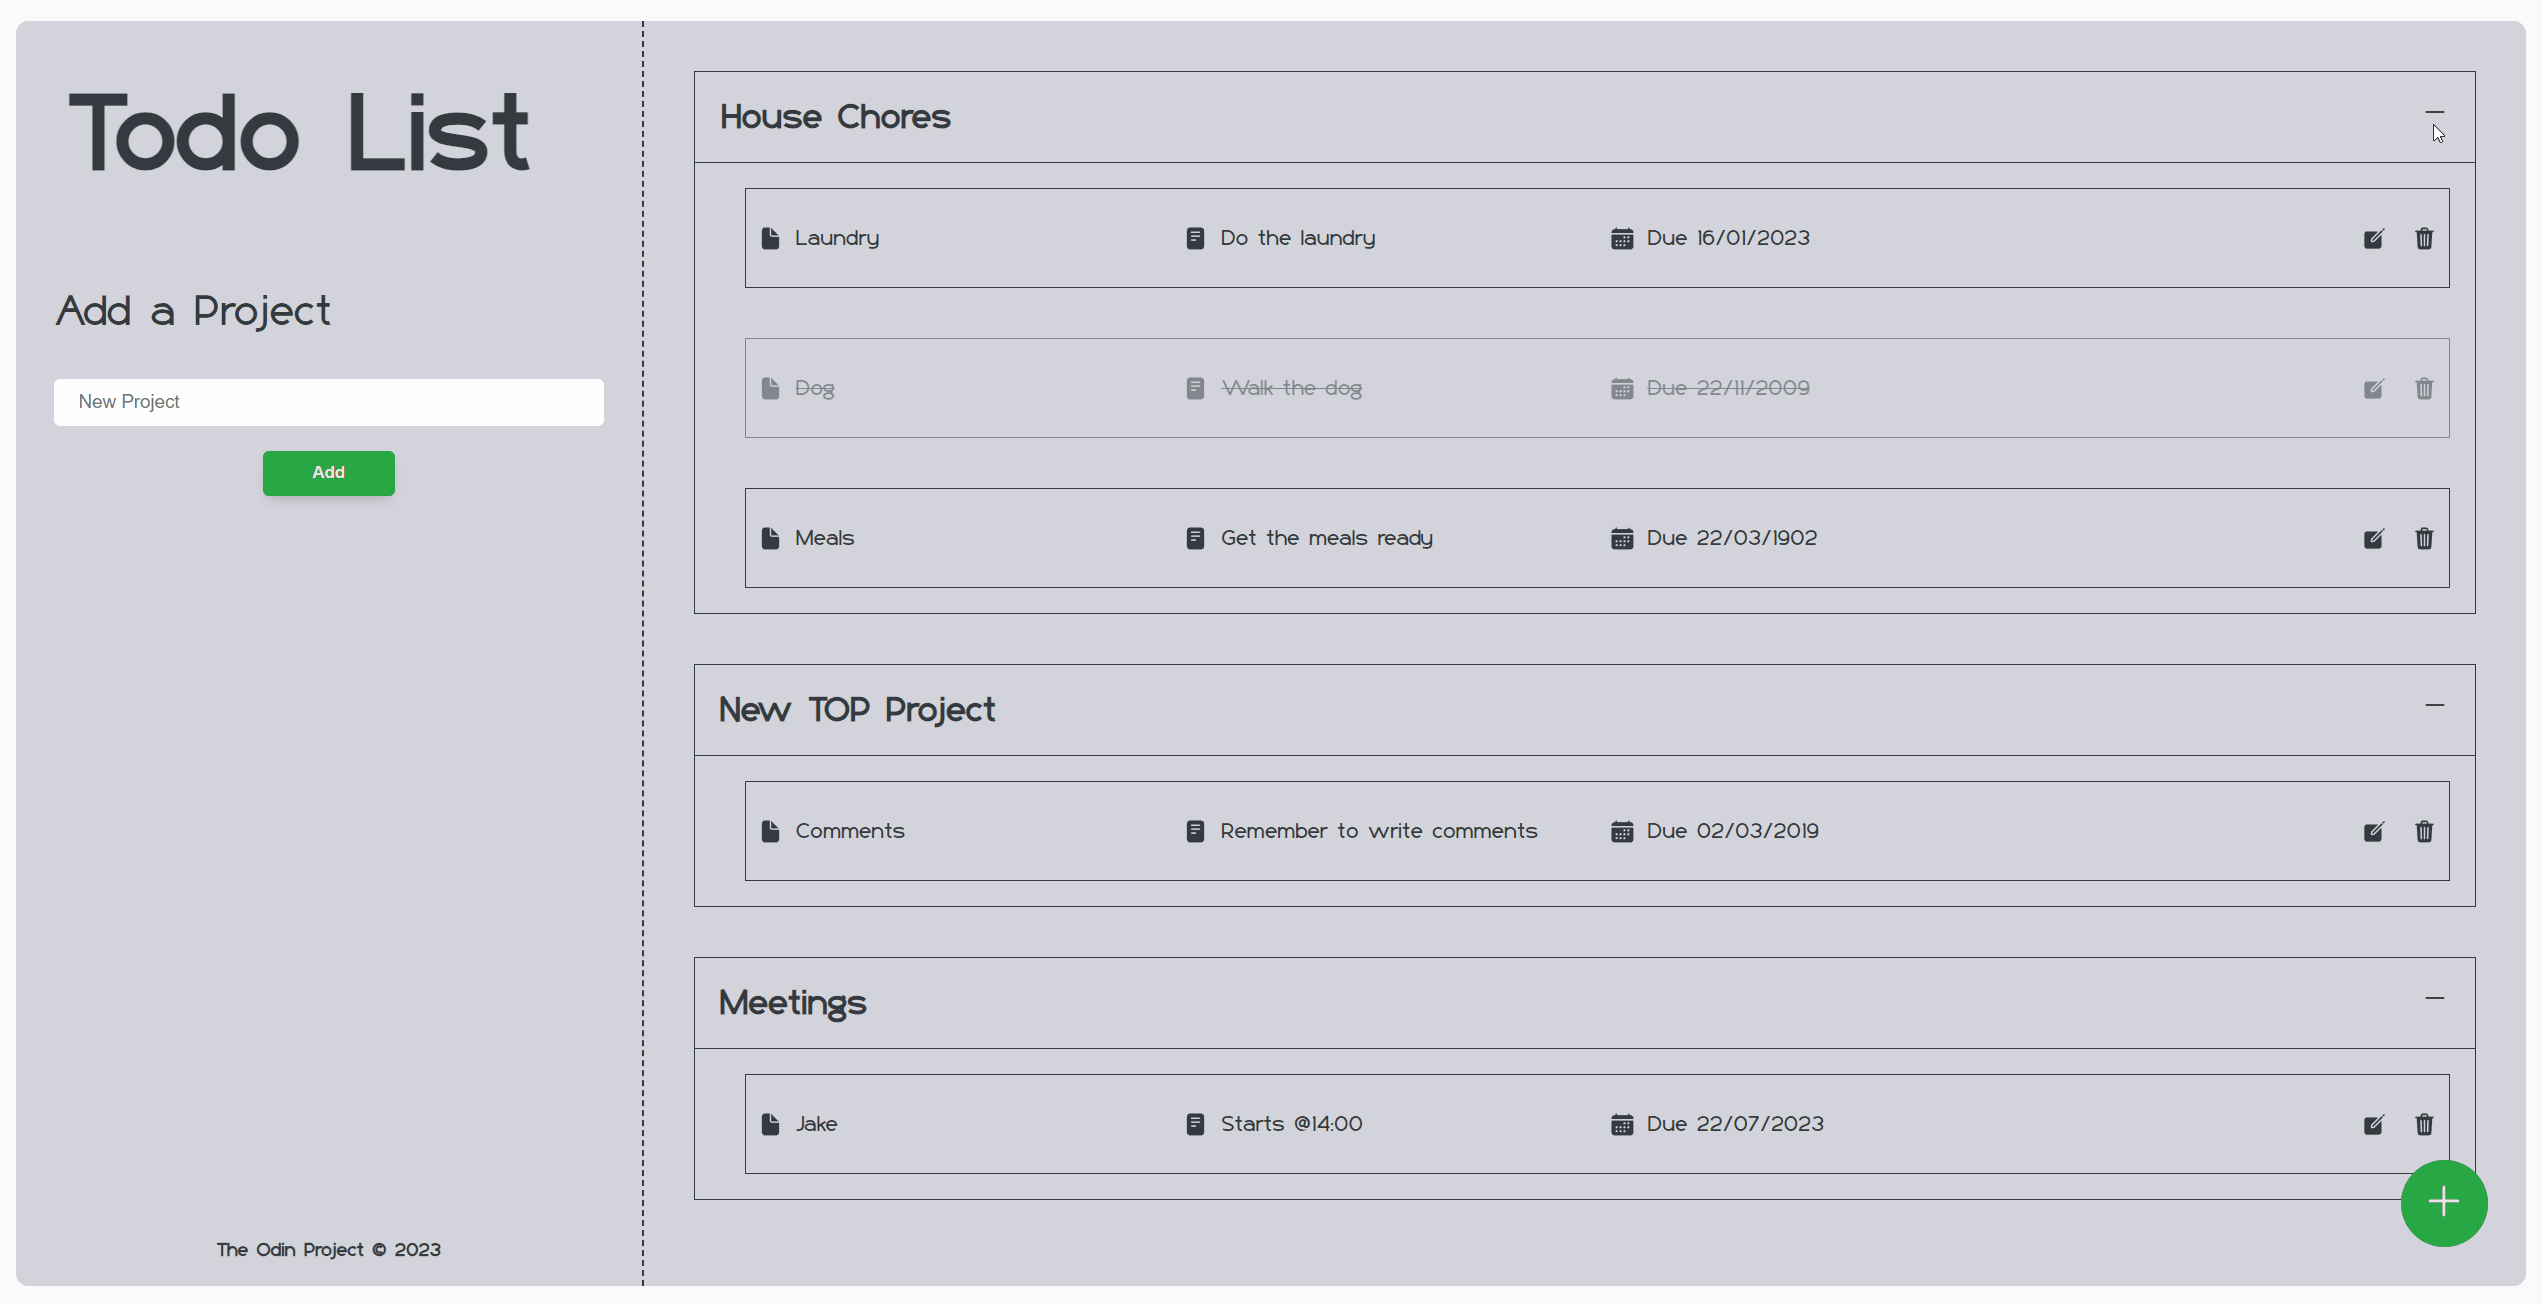 Todo List
Add a Project
New Project
Add
The Odin Project © 2023
House Chores
Laundry Do the laundry Due 16/01/2023
Dog Walk the dog Due 22/11/2009
Meals Get the meals ready Due 22/03/1902
New TOP Project
Comments Remember to write comments Due 02/03/2019
Meetings
Jake Starts @14:00 Due 22/07/2023